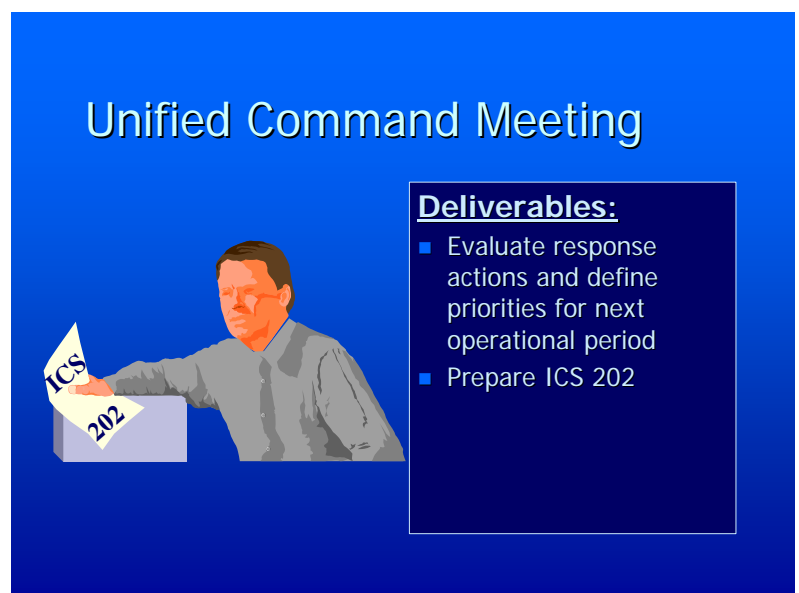 Unified Command Meeting
Deliverables:
Evaluate response
actions and define
priorities for next
operational period
Prepare ICS 202
ICS
202